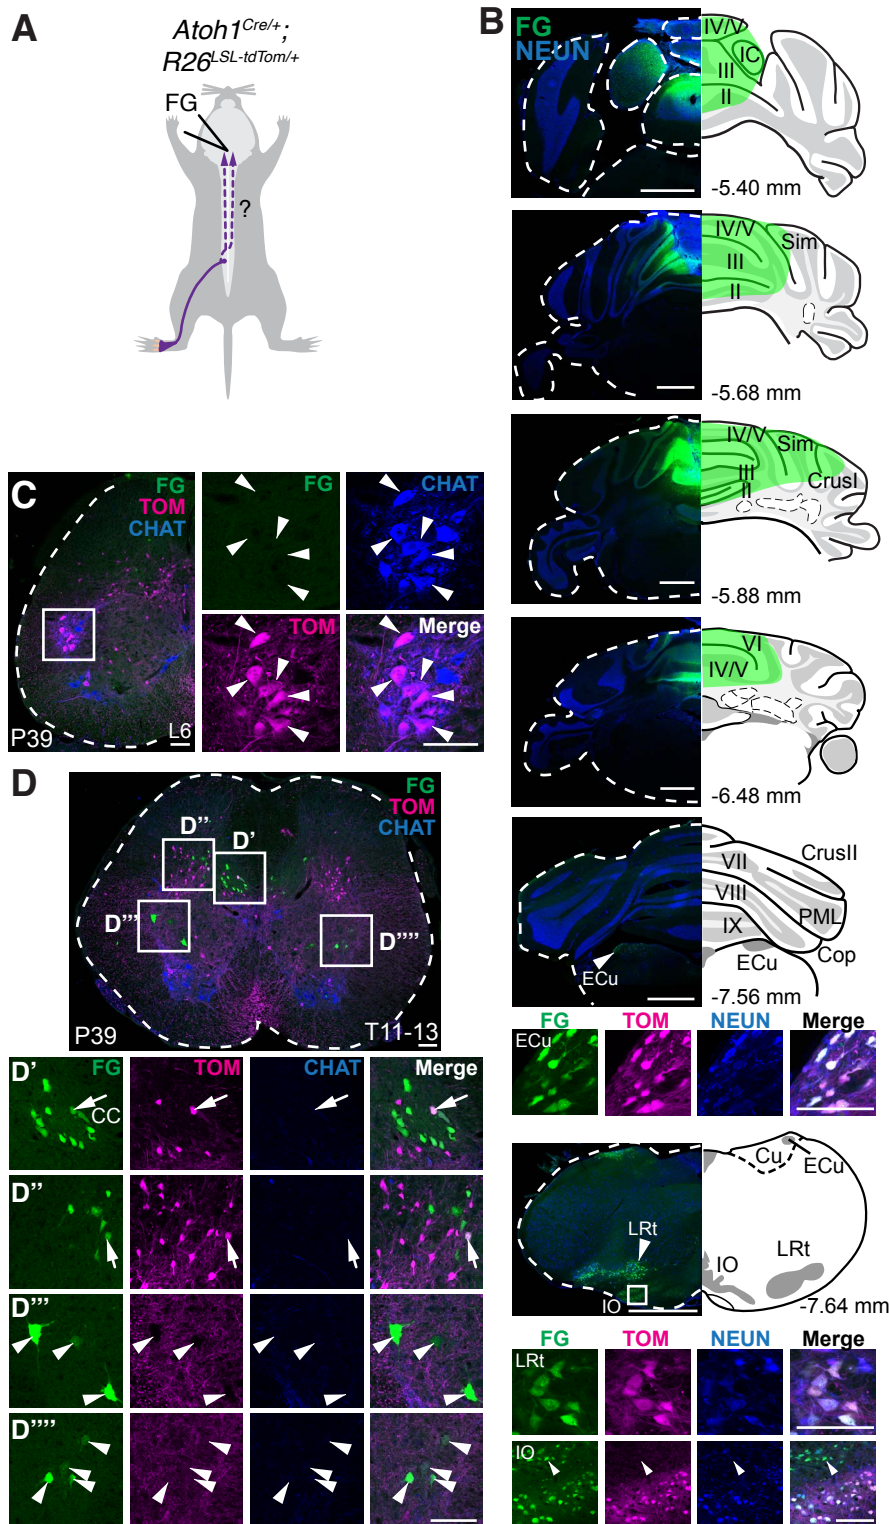 A
Atoh1Cre/+;
R26LSL-tdTom/+
FG
?
B
FG
NEUN
IV/V
IC
III
II
-5.40 mm
IV/V
Sim
III
II
-5.68 mm
IV/V
Sim
III
II
CrusI
-5.88 mm
VI
IV/V
-6.48 mm
ECu
VII
CrusII
VIII
PML
IX
Cop
ECu
-7.56 mm
FG TOM NEUN Merge
ECu
LRt
IO
Cu
ECu
IO
LRt
-7.64 mm
FG TOM NEUN Merge
LRt
IO
C
FG
TOM
CHAT
P39
L6
FG
CHAT
TOM
Merge
D
FG
TOM
CHAT
D''
D'
D'''
D''''
P39
T11-13
D' FG TOM CHAT Merge
CC
D''
D'''
D''''